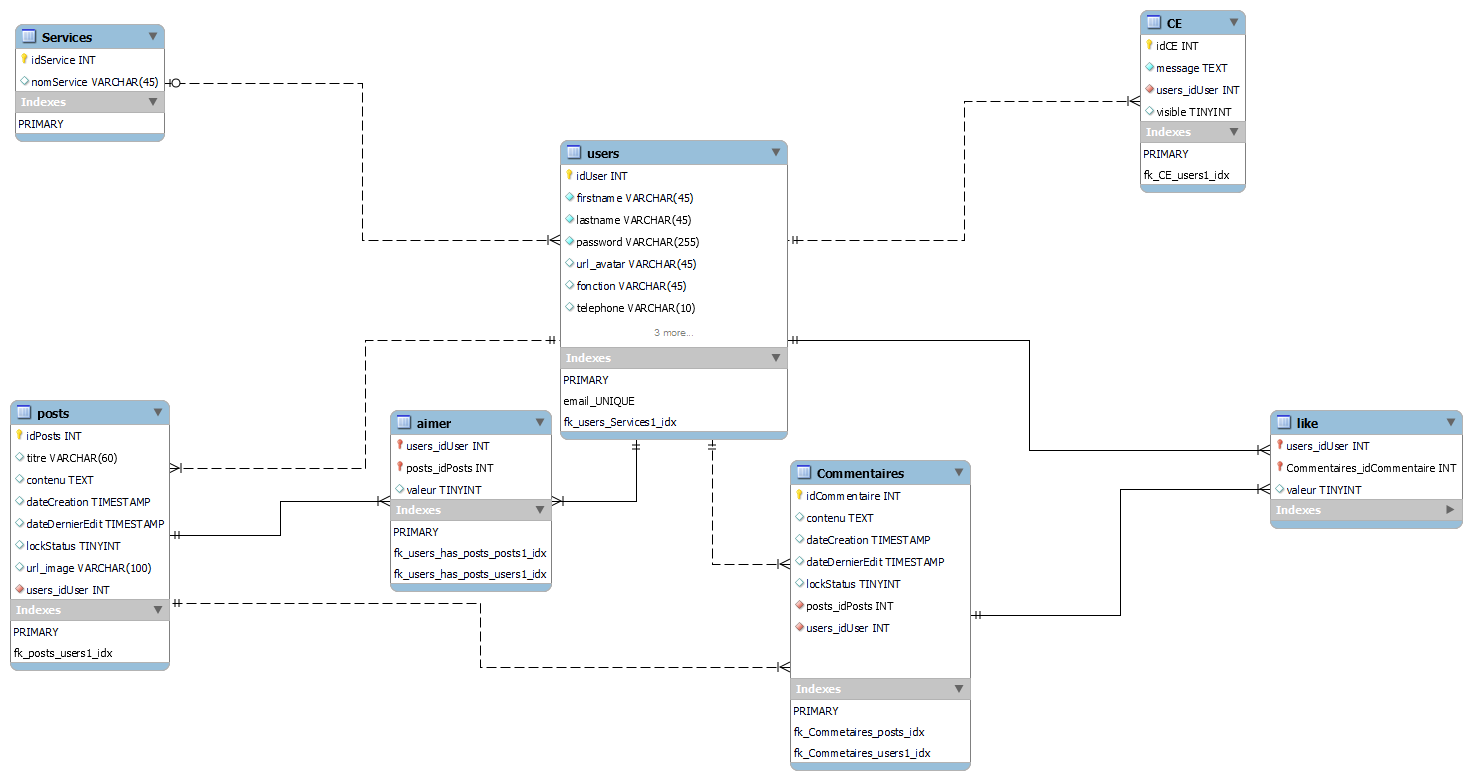 Services
idService INT
nomService VARCHAR(45)
Indexes
PRIMARY
CE
idCE INT
message TEXT
users_idUser INT
visible TINYINT
Indexes
PRIMARY
fk_CE_users1_idx
users
idUser INT
firstname VARCHAR(45)
lastname VARCHAR(45)
password VARCHAR(255)
url_avatar VARCHAR(45)
fonction VARCHAR(45)
telephone VARCHAR(10)
3 more...
Indexes
PRIMARY
email_UNIQUE
fk_users_Services1_idx
posts
idPosts INT
titre VARCHAR(60)
contenu TEXT
dateCreation TIMESTAMP
dateDernierEdit TIMESTAMP
lockStatus TINYINT
url_image VARCHAR(100)
users_idUser INT
Indexes
PRIMARY
fk_posts_users1_idx
aimer
users_idUser INT
posts_idPosts INT
valeur TINYINT
Indexes
PRIMARY
fk_users_has_posts_posts1_idx
fk_users_has_posts_users1_idx
Commentaires
idCommentaire INT
contenu TEXT
dateCreation TIMESTAMP
dateDernierEdit TIMESTAMP
lockStatus TINYINT
posts_idPosts INT
users_idUser INT
Indexes
PRIMARY
fk_Commetaires_posts_idx
fk_Commetaires_users1_idx
like
users_idUser INT
Commentaires_idCommentaire INT
valeur TINYINT
Indexes